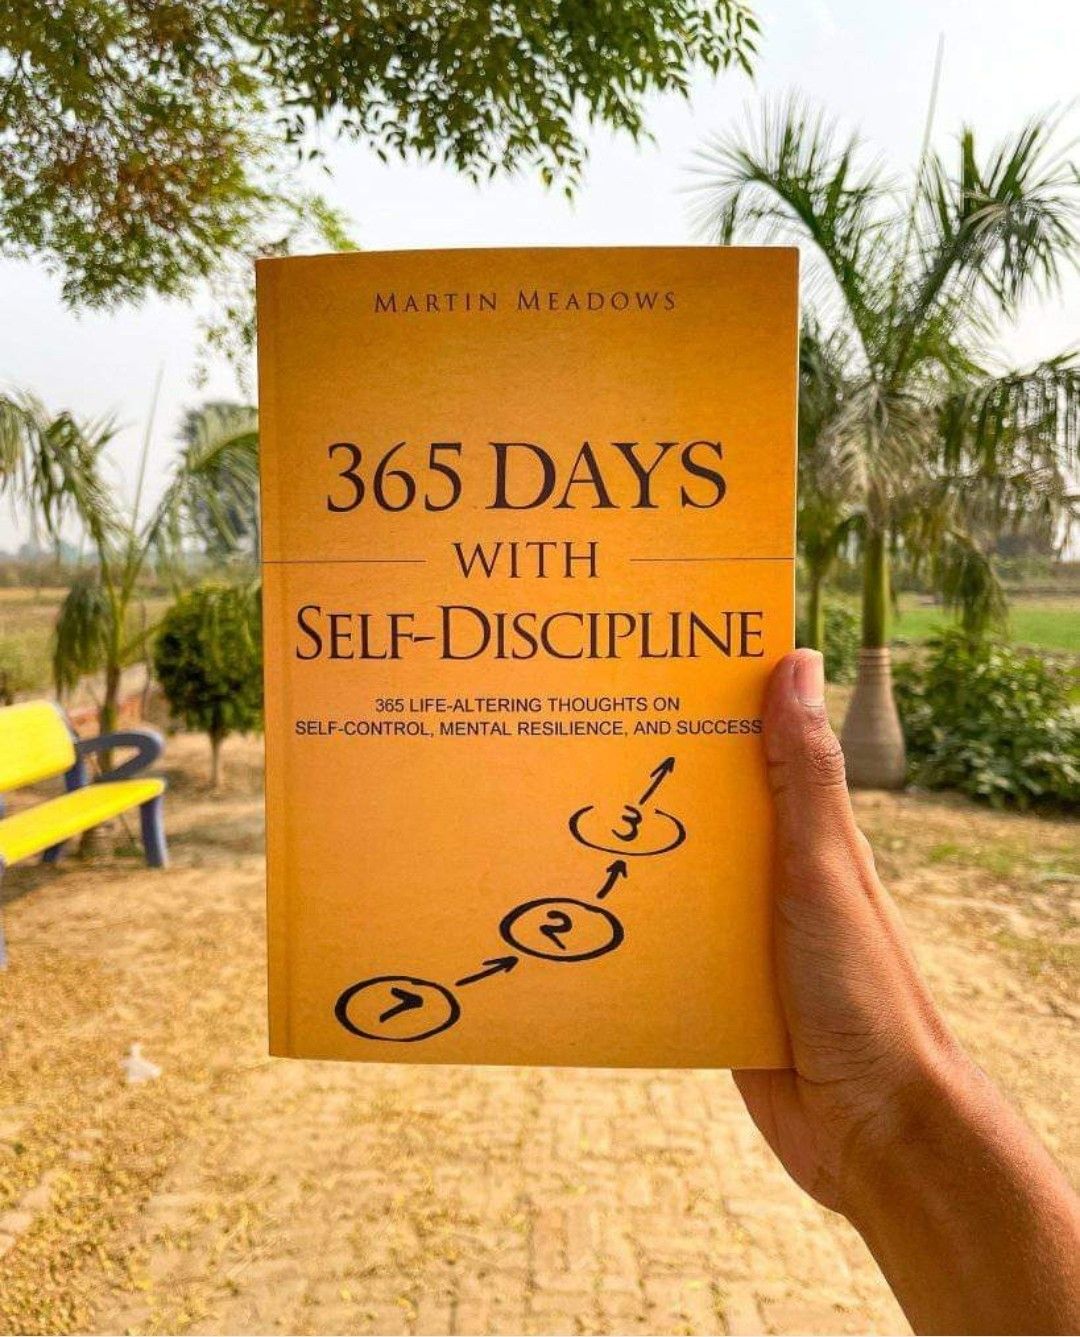 MARTIN MEADOWS
365 DAYS
WITH
SELF-DISCIPLINE
365 LIFE-ALTERING THOUGHTS ON
SELF-CONTROL, MENTAL RESILIENCE, AND SUCCESS
3
2
1